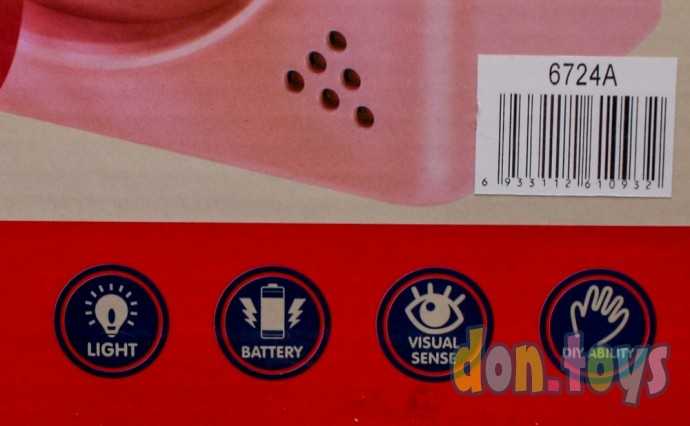 6724A
6 933112 610932
LIGHT
BATTERY
VISUAL
SENSE
DIY ABILITY
don.toys